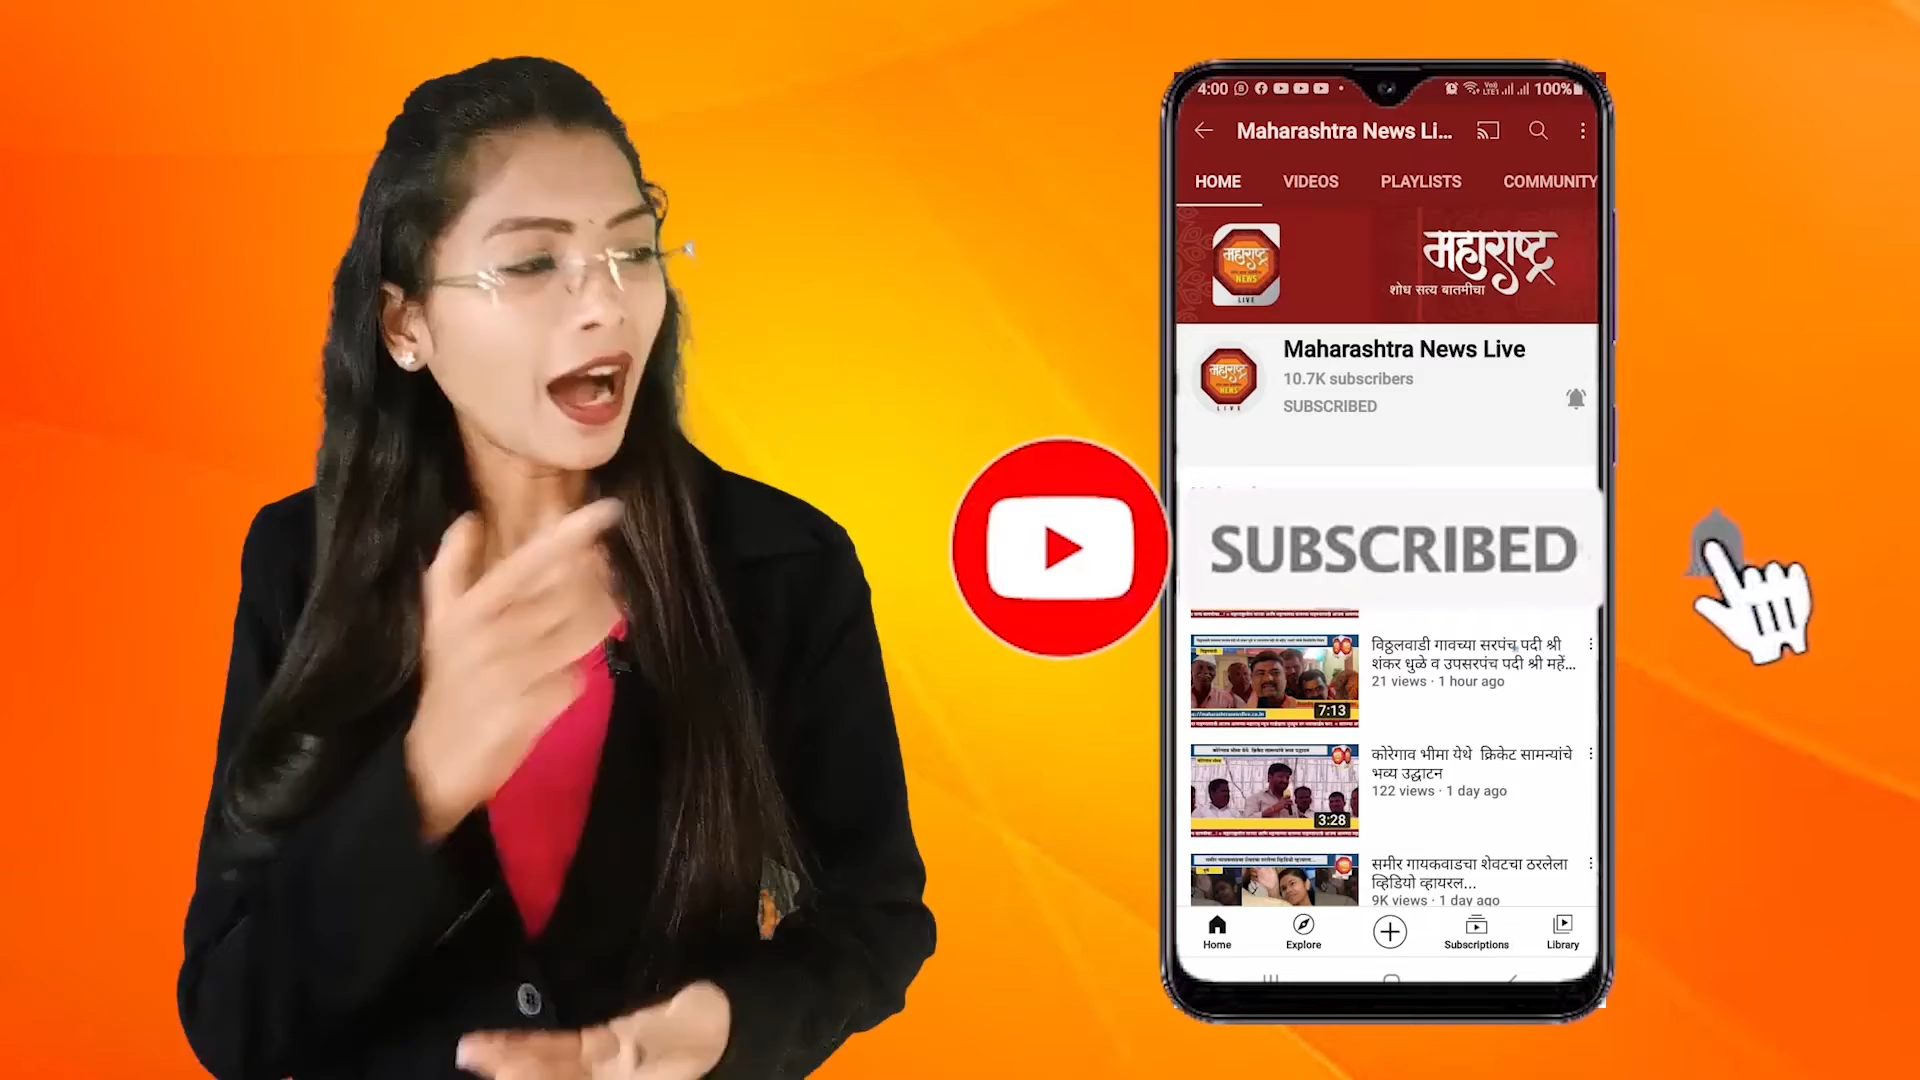 4:00
100%
Maharashtra News Li...
HOME VIDEOS PLAYLISTS COMMUNITY
महाराष्ट्र
NEWS
LIVE
महाराष्ट्र
शोध सत्य बातमीचा
महाराष्ट्र
NEWS
LIVE
Maharashtra News Live
10.7K subscribers
SUBSCRIBED
SUBSCRIBED
विठ्ठलवाडी गावच्या सरपंच पदी श्री
शंकर धुळे व उपसरपंच पदी श्री महें...
21 views · 1 hour ago
7:13
कोरेगाव भीमा येथे क्रिकेट सामन्यांचे
भव्य उद्घाटन
122 views · 1 day ago
3:28
समीर गायकवाडचा शेवटचा ठरलेला
व्हिडियो व्हायरल...
9K views · 1 day ago
Home Explore Subscriptions Library